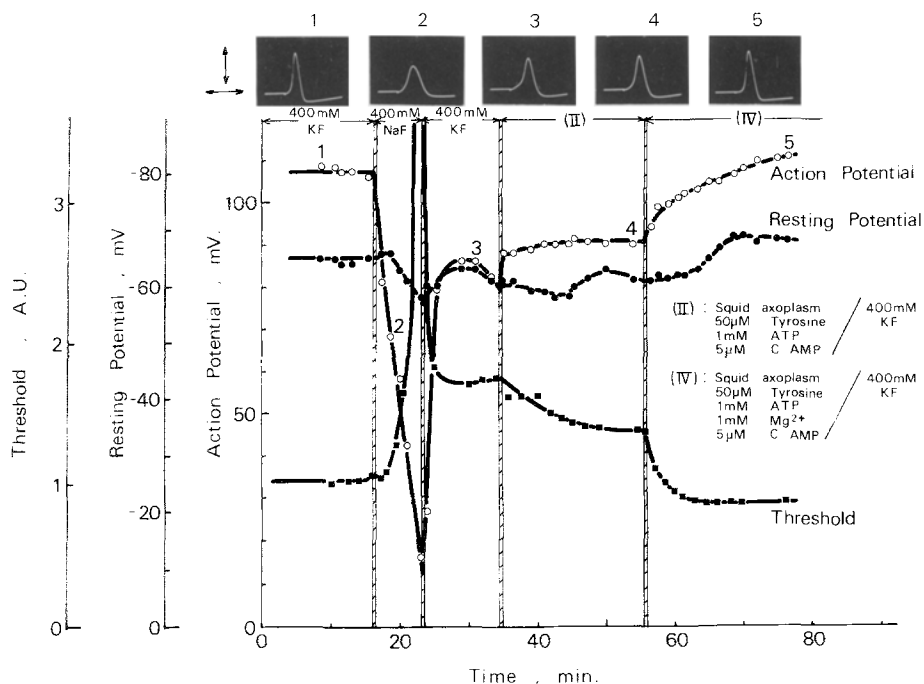 1 2 3 4 5
400mM KF
400mM NaF
400mM KF
(II)
(IV)
Threshold , A.U.
3
2
1
0
Resting Potential , mV
-80
-60
-40
-20
0
Action Potential , mV.
100
50
0
1
2
3
4
5
Action Potential
Resting Potential
Threshold
(II) : Squid axoplasm
50µM Tyrosine
1mM ATP
5µM C AMP
400mM
KF
(IV) : Squid axoplasm
50µM Tyrosine
1mM ATP
1mM Mg²⁺
5µM C AMP
400mM
KF
0 20 40 60 80
Time , min.